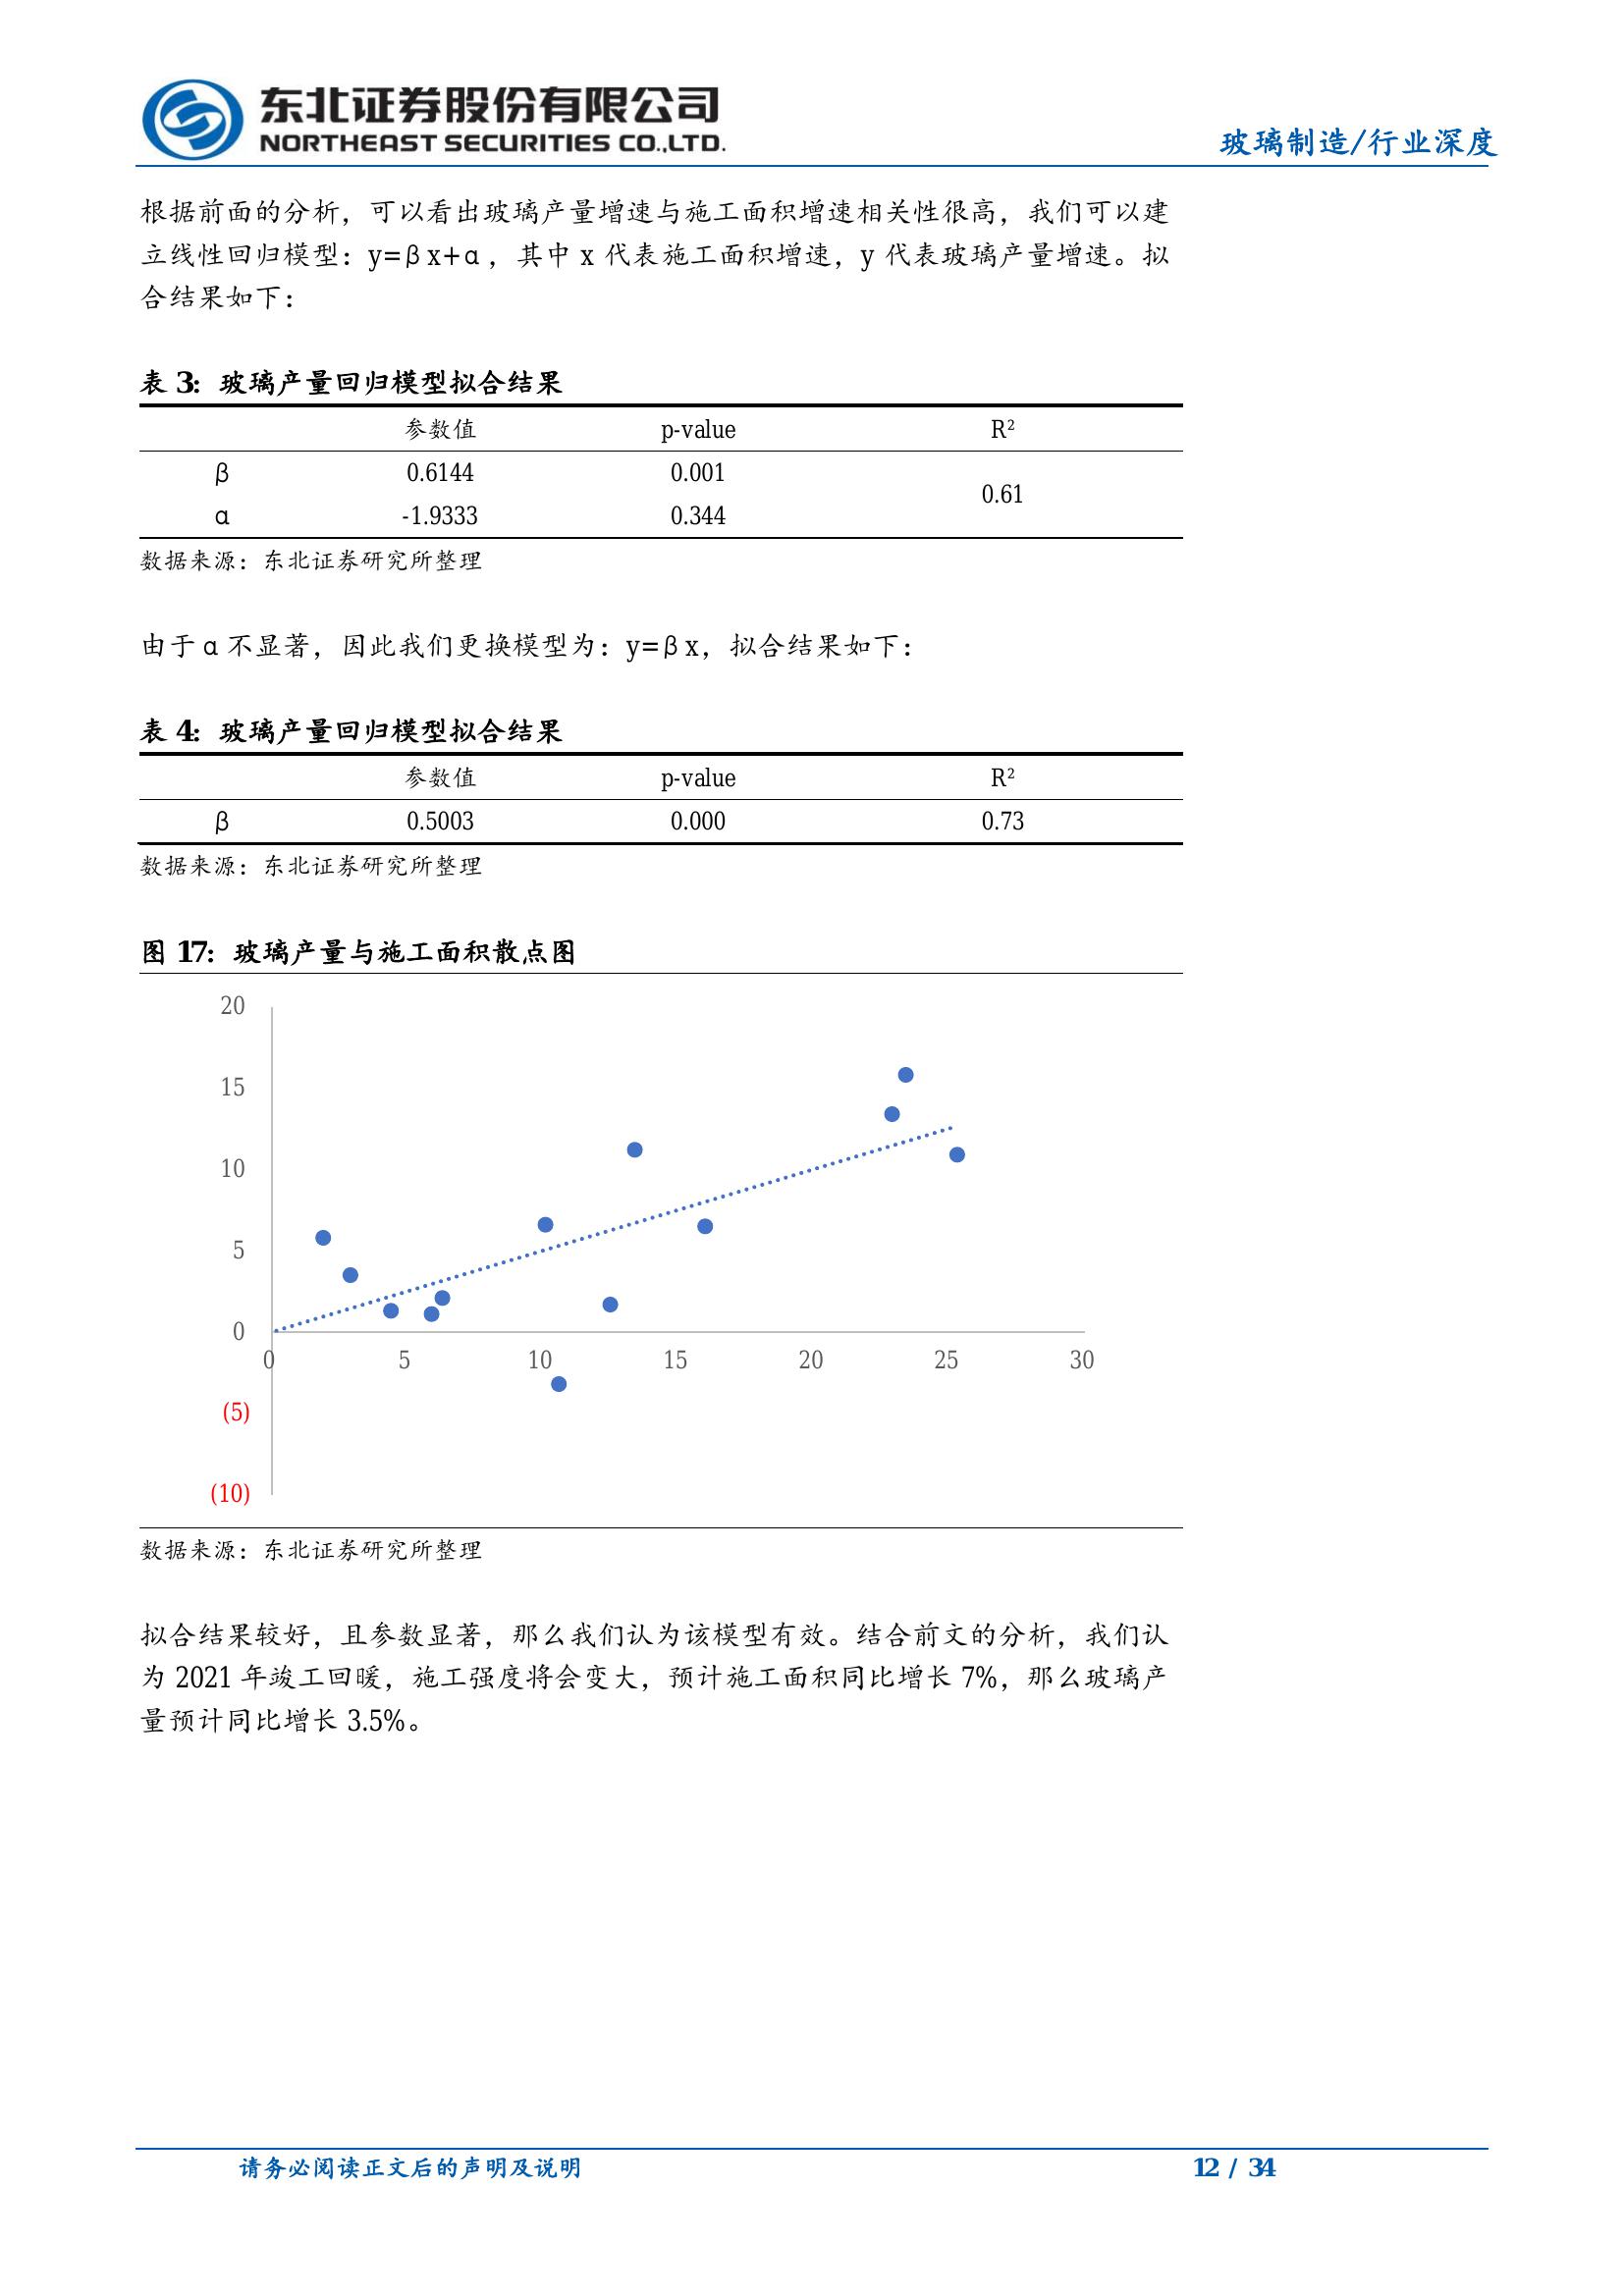 东北证券股份有限公司
NORTHEAST SECURITIES CO.,LTD.
玻璃制造/行业深度
根据前面的分析，可以看出玻璃产量增速与施工面积增速相关性很高，我们可以建
立线性回归模型：y=βx+α，其中 x 代表施工面积增速，y 代表玻璃产量增速。拟
合结果如下：
表 3：玻璃产量回归模型拟合结果
参数值 p-value R²
β 0.6144 0.001 0.61
α -1.9333 0.344
数据来源：东北证券研究所整理
由于 α 不显著，因此我们更换模型为：y=βx，拟合结果如下：
表 4：玻璃产量回归模型拟合结果
参数值 p-value R²
β 0.5003 0.000 0.73
数据来源：东北证券研究所整理
图 17：玻璃产量与施工面积散点图
20
15
10
5
0
0 5 10 15 20 25 30
(5)
(10)
数据来源：东北证券研究所整理
拟合结果较好，且参数显著，那么我们认为该模型有效。结合前文的分析，我们认
为 2021 年竣工回暖，施工强度将会变大，预计施工面积同比增长 7%，那么玻璃产
量预计同比增长 3.5%。
请务必阅读正文后的声明及说明 12 / 34